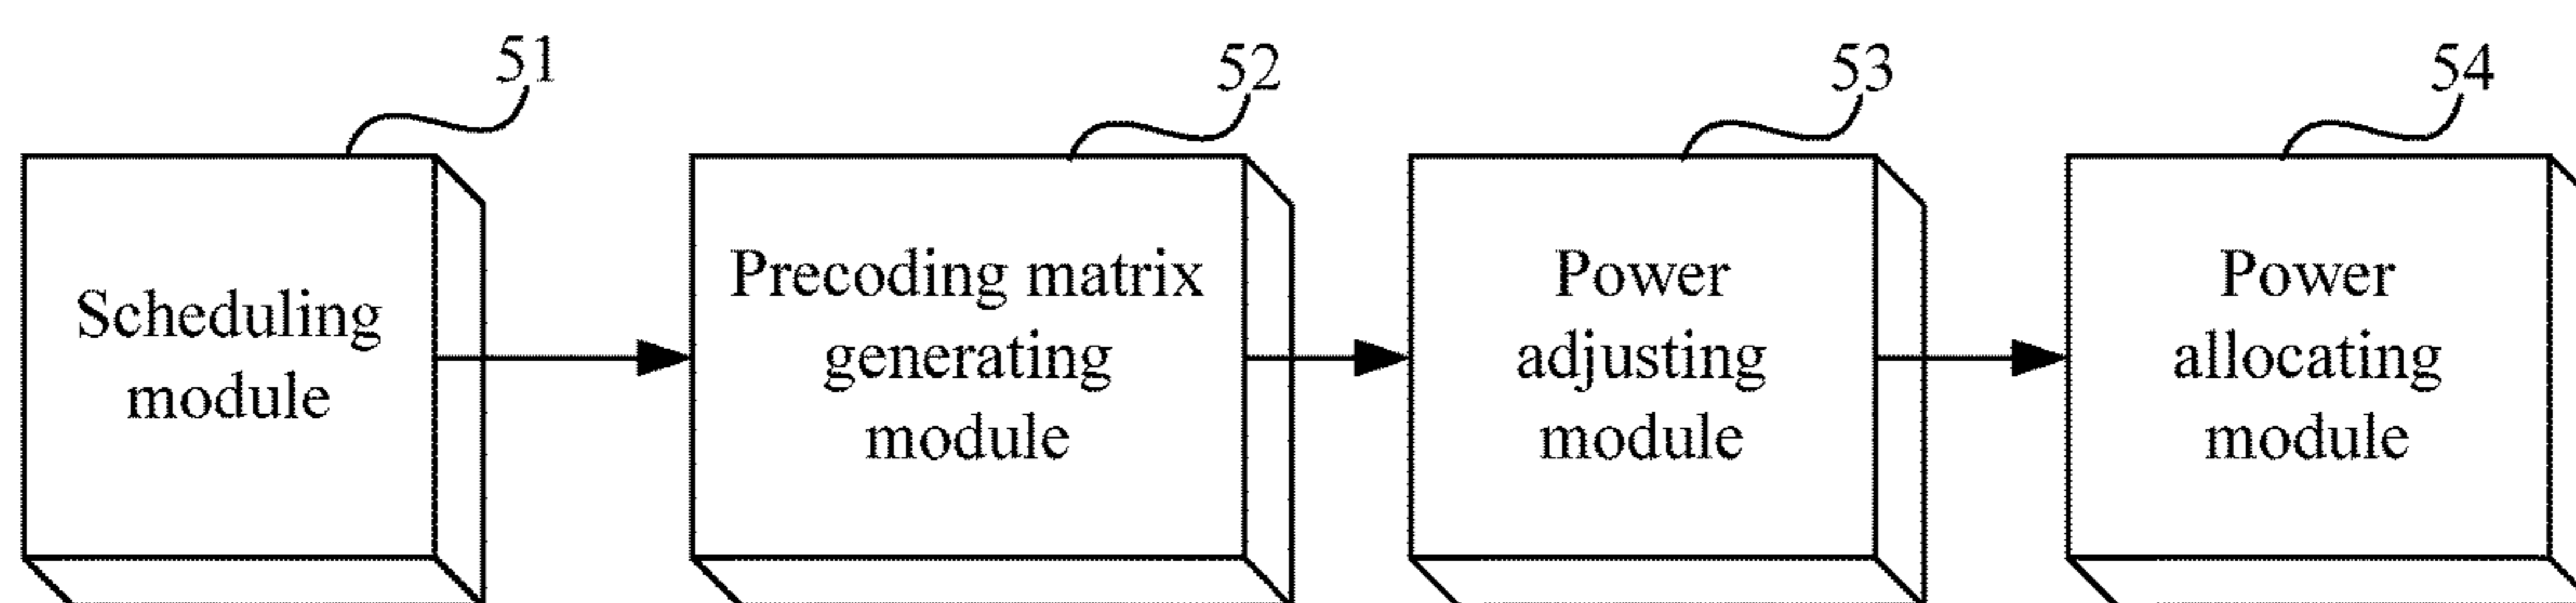 51
52
53
54
Scheduling
module
Precoding matrix
generating
module
Power
adjusting
module
Power
allocating
module